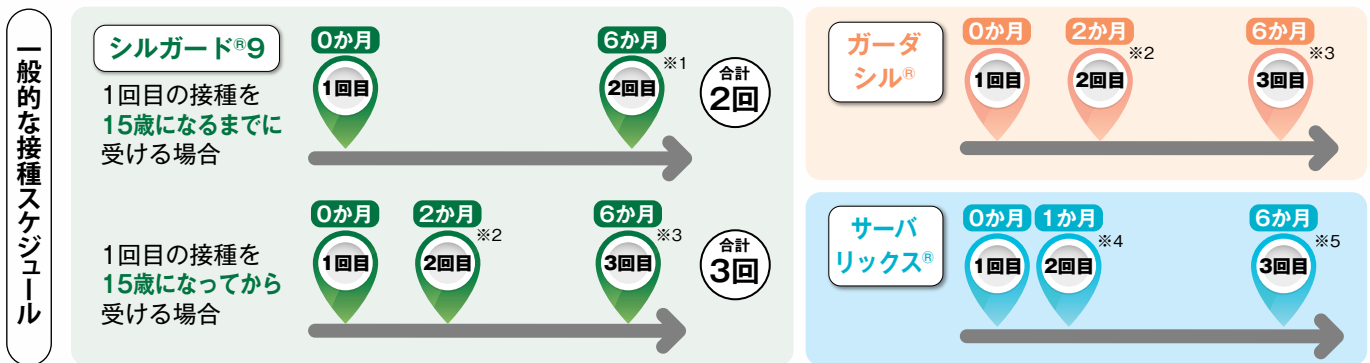 一般的な接種スケジュール
シルガード®9
1回目の接種を
15歳になるまでに
受ける場合
0か月
1回目
6か月
※1
2回目
合計
2回
1回目の接種を
15歳になってから
受ける場合
0か月
1回目
2か月
※2
2回目
6か月
※3
3回目
合計
3回
ガーダ
シル®
0か月
1回目
2か月
※2
2回目
6か月
※3
3回目
サーバ
リックス®
0か月
1回目
1か月
※4
2回目
6か月
※5
3回目